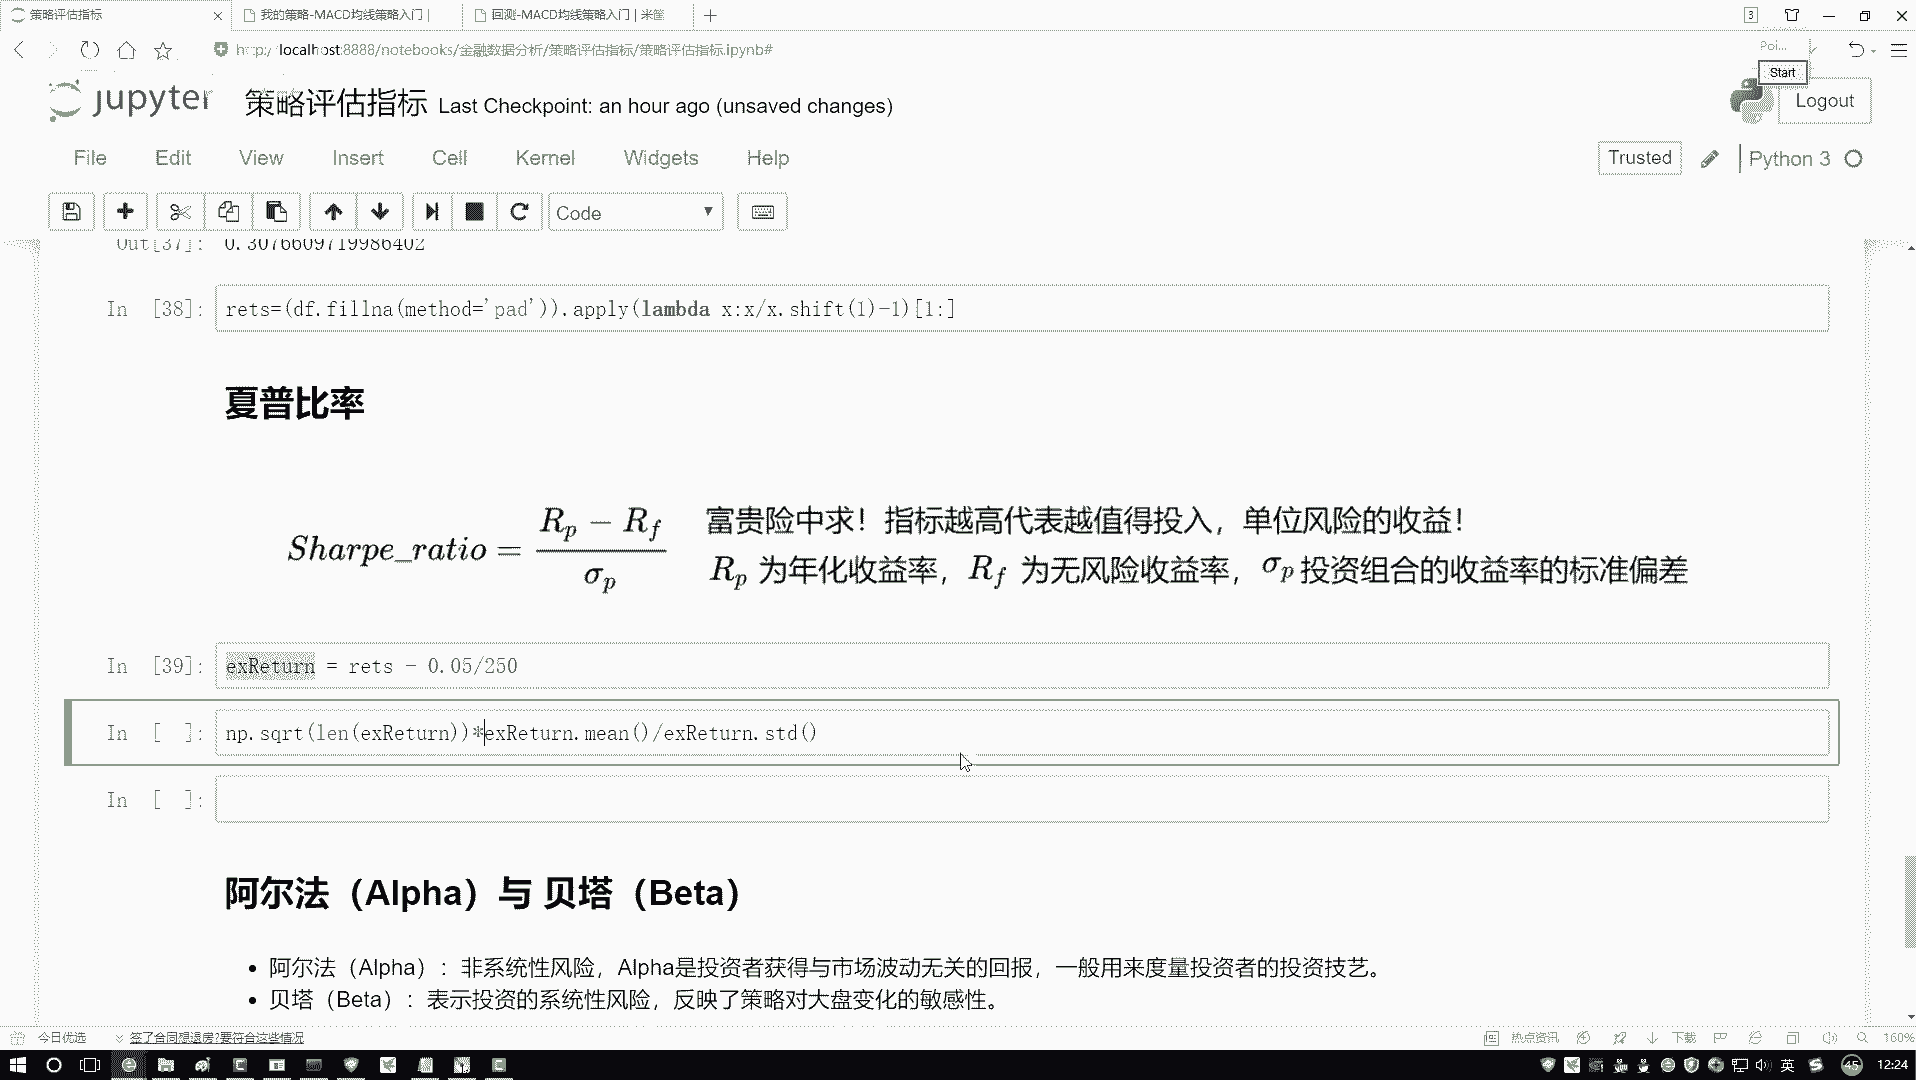 策略评估指标
我的策略-MACD均线策略入门 |
回测-MACD均线策略入门 | 米筐
3
http://localhost:8888/notebooks/金融数据分析/策略评估指标/策略评估指标.ipynb#
Poi...
Start
jupyter 策略评估指标 Last Checkpoint: an hour ago (unsaved changes)
Logout
File Edit View Insert Cell Kernel Widgets Help
Trusted Python 3
Code
Out[37]: 0.3076609719986402
In [38]: rets=(df.fillna(method='pad')).apply(lambda x:x/x.shift(1)-1)[1:]
夏普比率
Sharpe_ratio = (Rp − Rf) / σp
富贵险中求！指标越高代表越值得投入，单位风险的收益！
Rp 为年化收益率，Rf 为无风险收益率，σp 投资组合的收益率的标准偏差
In [39]: exReturn = rets - 0.05/250
In [ ]: np.sqrt(len(exReturn))*exReturn.mean()/exReturn.std()
In [ ]:
阿尔法（Alpha）与 贝塔（Beta）
• 阿尔法（Alpha）：非系统性风险，Alpha是投资者获得与市场波动无关的回报，一般用来度量投资者的投资技艺。
• 贝塔（Beta）：表示投资的系统性风险，反映了策略对大盘变化的敏感性。
今日优选
签了合同想退房?要符合这些情况
热点资讯
下载
160%
英
45
12:24